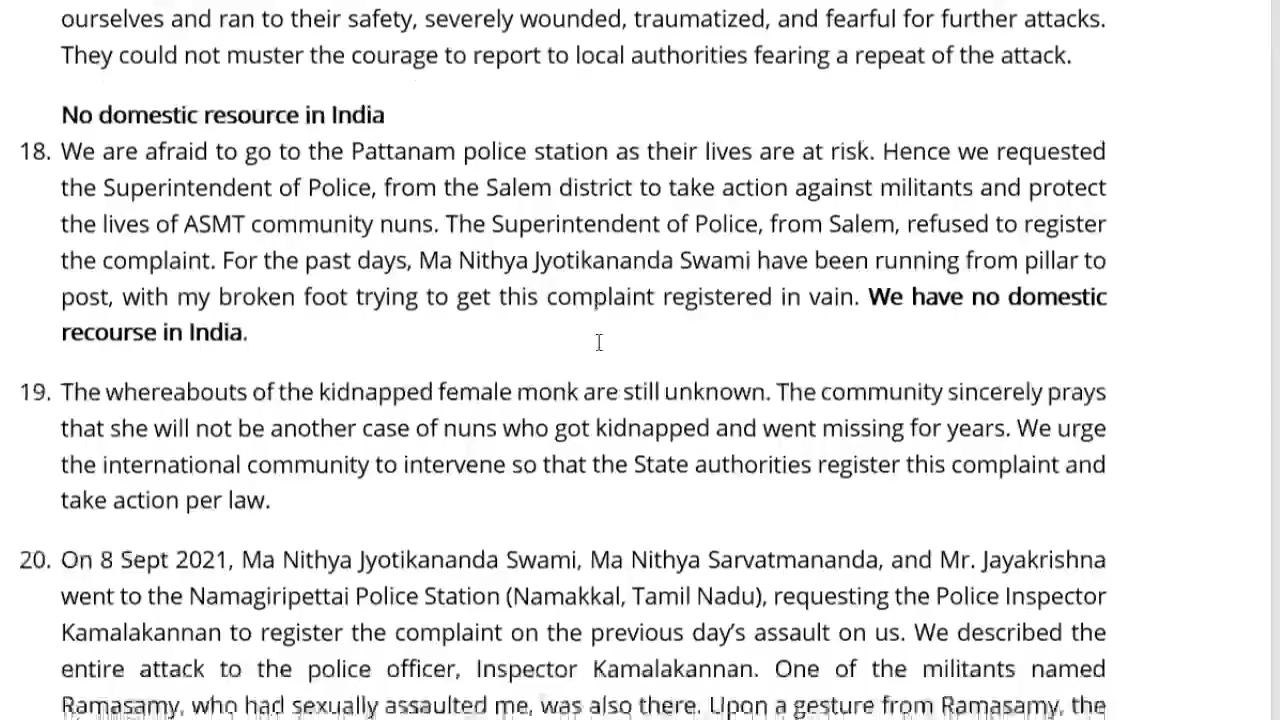 ourselves and ran to their safety, severely wounded, traumatized, and fearful for further attacks.
They could not muster the courage to report to local authorities fearing a repeat of the attack.
No domestic resource in India
18. We are afraid to go to the Pattanam police station as their lives are at risk. Hence we requested
the Superintendent of Police, from the Salem district to take action against militants and protect
the lives of ASMT community nuns. The Superintendent of Police, from Salem, refused to register
the complaint. For the past days, Ma Nithya Jyotikananda Swami have been running from pillar to
post, with my broken foot trying to get this complaint registered in vain. We have no domestic
recourse in India.
19. The whereabouts of the kidnapped female monk are still unknown. The community sincerely prays
that she will not be another case of nuns who got kidnapped and went missing for years. We urge
the international community to intervene so that the State authorities register this complaint and
take action per law.
20. On 8 Sept 2021, Ma Nithya Jyotikananda Swami, Ma Nithya Sarvatmananda, and Mr. Jayakrishna
went to the Namagiripettai Police Station (Namakkal, Tamil Nadu), requesting the Police Inspector
Kamalakannan to register the complaint on the previous day's assault on us. We described the
entire attack to the police officer, Inspector Kamalakannan. One of the militants named
Ramasamy, who had sexually assaulted me, was also there. Upon a gesture from Ramasamy, the